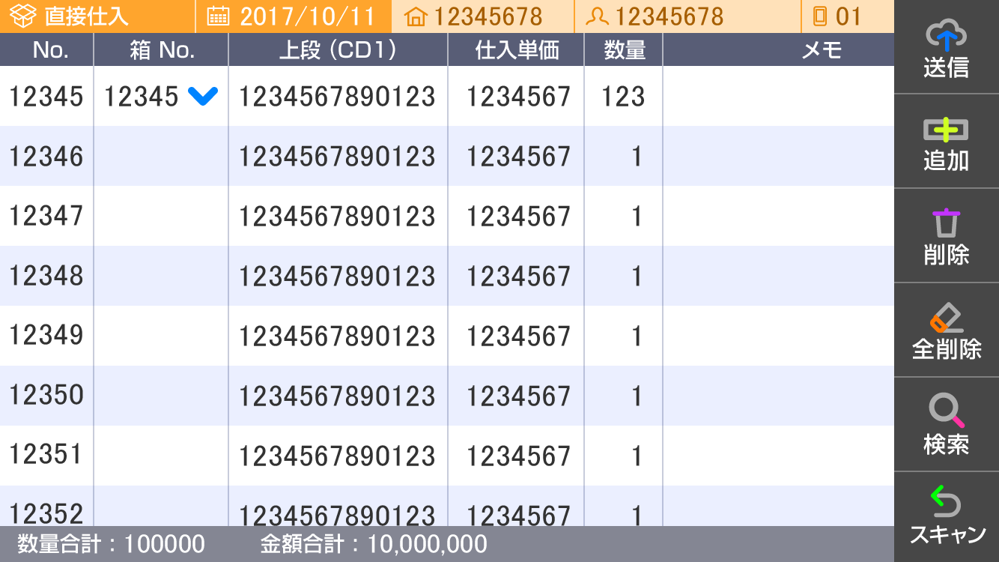 直接仕入 2017/10/11 12345678 12345678 01
No. 箱 No. 上段 (CD1) 仕入単価 数量 メモ
12345 12345 1234567890123 1234567 123
12346 1234567890123 1234567 1
12347 1234567890123 1234567 1
12348 1234567890123 1234567 1
12349 1234567890123 1234567 1
12350 1234567890123 1234567 1
12351 1234567890123 1234567 1
12352 1234567890123 1234567 1
数量合計：100000 金額合計：10,000,000
送信
追加
削除
全削除
検索
スキャン